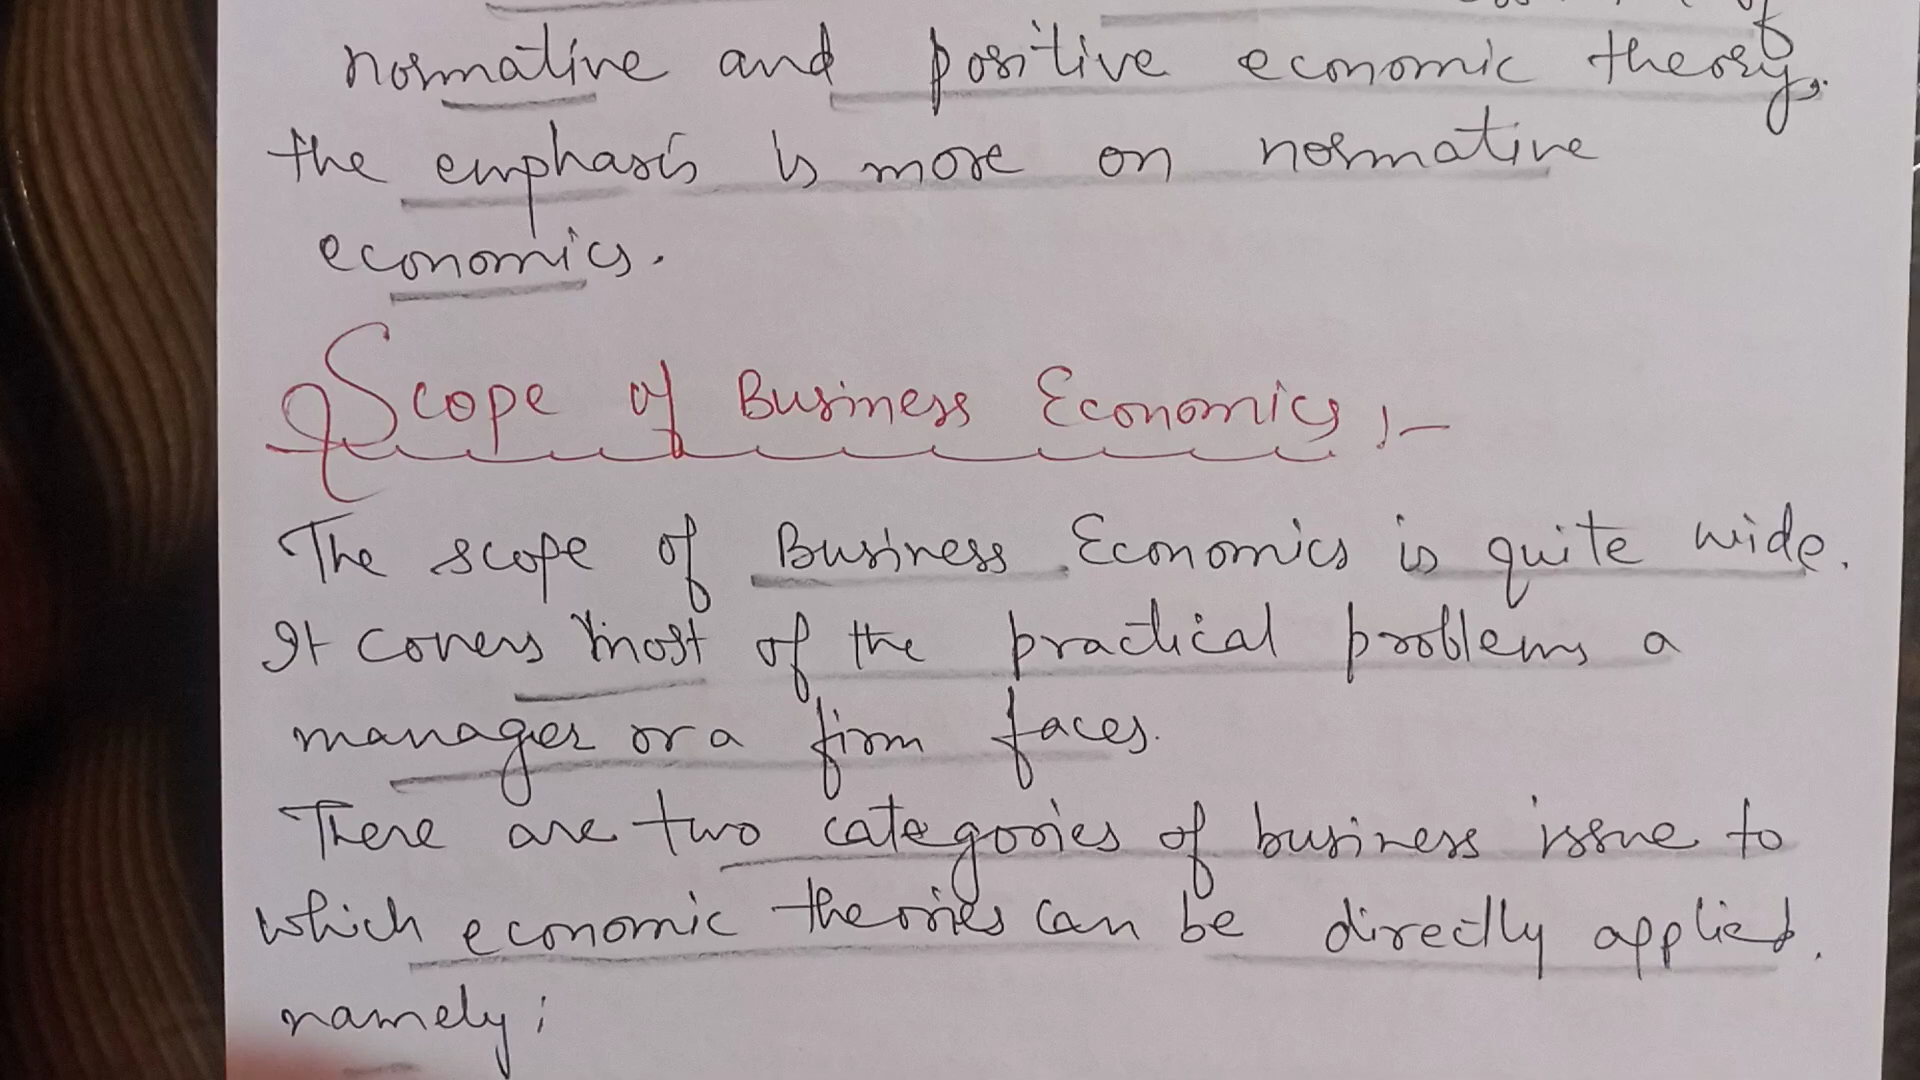 normative and positive economic theory,
the emphasis is more on normative
economics.
Scope of Business Economics :-
The scope of Business Economics is quite wide.
It covers most of the practical problems a
manager or a firm faces.
There are two categories of business issue to
which economic theories can be directly applied.
namely;